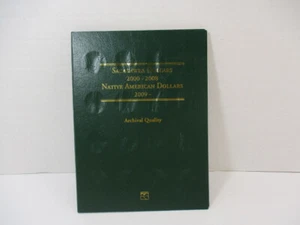 Sacagawea Dollars
2000 - 2008
Native American Dollars
2009 -
Archival Quality